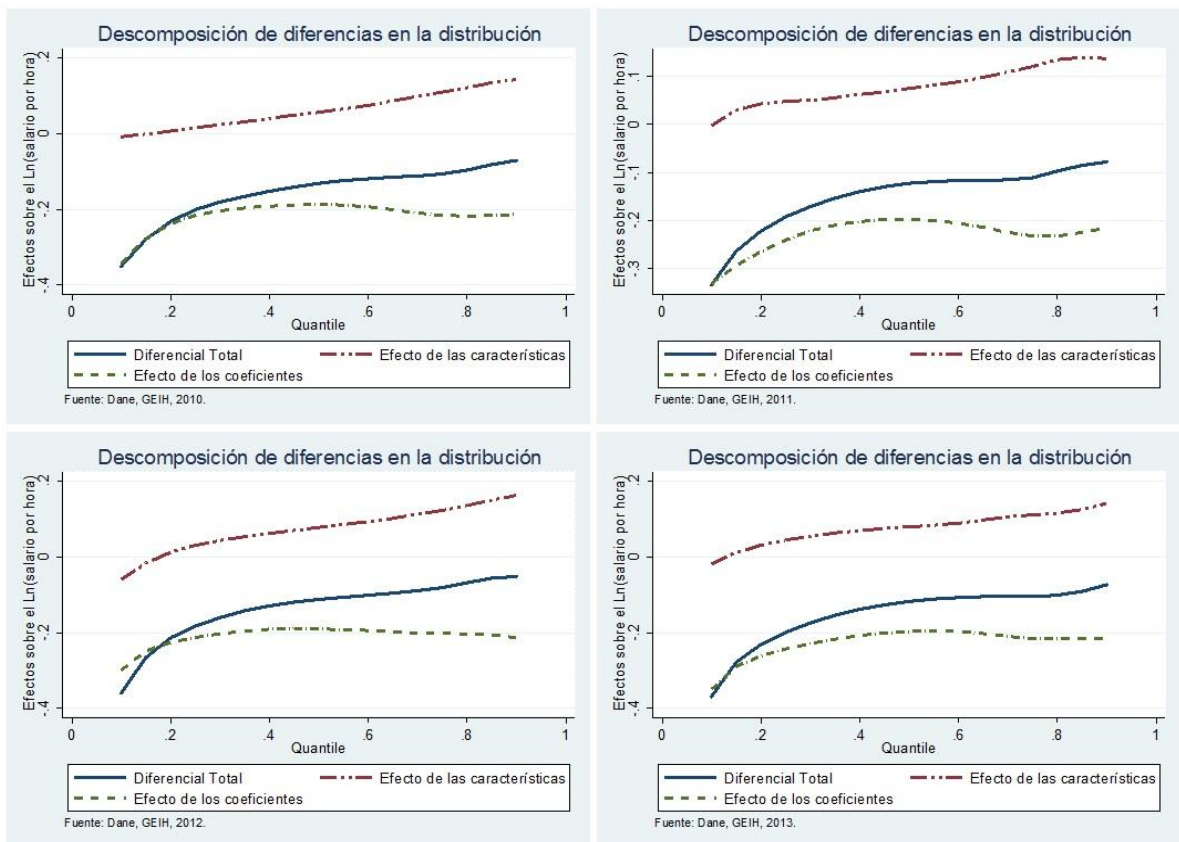 Descomposición de diferencias en la distribución
Efectos sobre el Ln(salario por hora)
.2
0
-.2
-.4
0 .2 .4 .6 .8 1
Quantile
Diferencial Total Efecto de las características
Efecto de los coeficientes
Fuente: Dane, GEIH, 2010.
Descomposición de diferencias en la distribución
Efectos sobre el Ln(salario por hora)
.1
0
-.1
-.2
-.3
0 .2 .4 .6 .8 1
Quantile
Diferencial Total Efecto de las características
Efecto de los coeficientes
Fuente: Dane, GEIH, 2011.
Descomposición de diferencias en la distribución
Efectos sobre el Ln(salario por hora)
.2
0
-.2
-.4
0 .2 .4 .6 .8 1
Quantile
Diferencial Total Efecto de las características
Efecto de los coeficientes
Fuente: Dane, GEIH, 2012.
Descomposición de diferencias en la distribución
Efectos sobre el Ln(salario por hora)
.2
0
-.2
-.4
0 .2 .4 .6 .8 1
Quantile
Diferencial Total Efecto de las características
Efecto de los coeficientes
Fuente: Dane, GEIH, 2013.